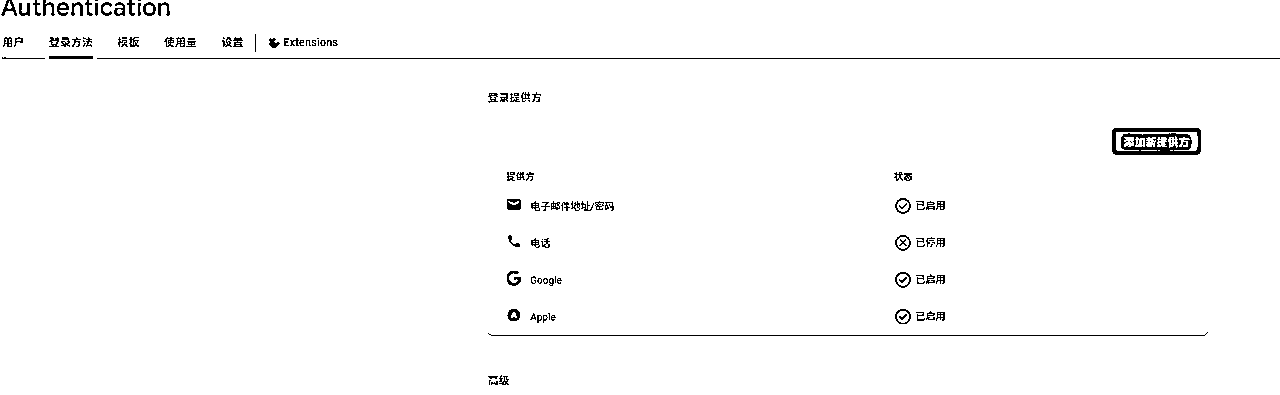 Authentication
用户 登录方法 模板 使用量 设置 Extensions
登录提供方
添加新提供方
提供方 状态
电子邮件地址/密码 已启用
电话 已停用
Google 已启用
Apple 已启用
高级